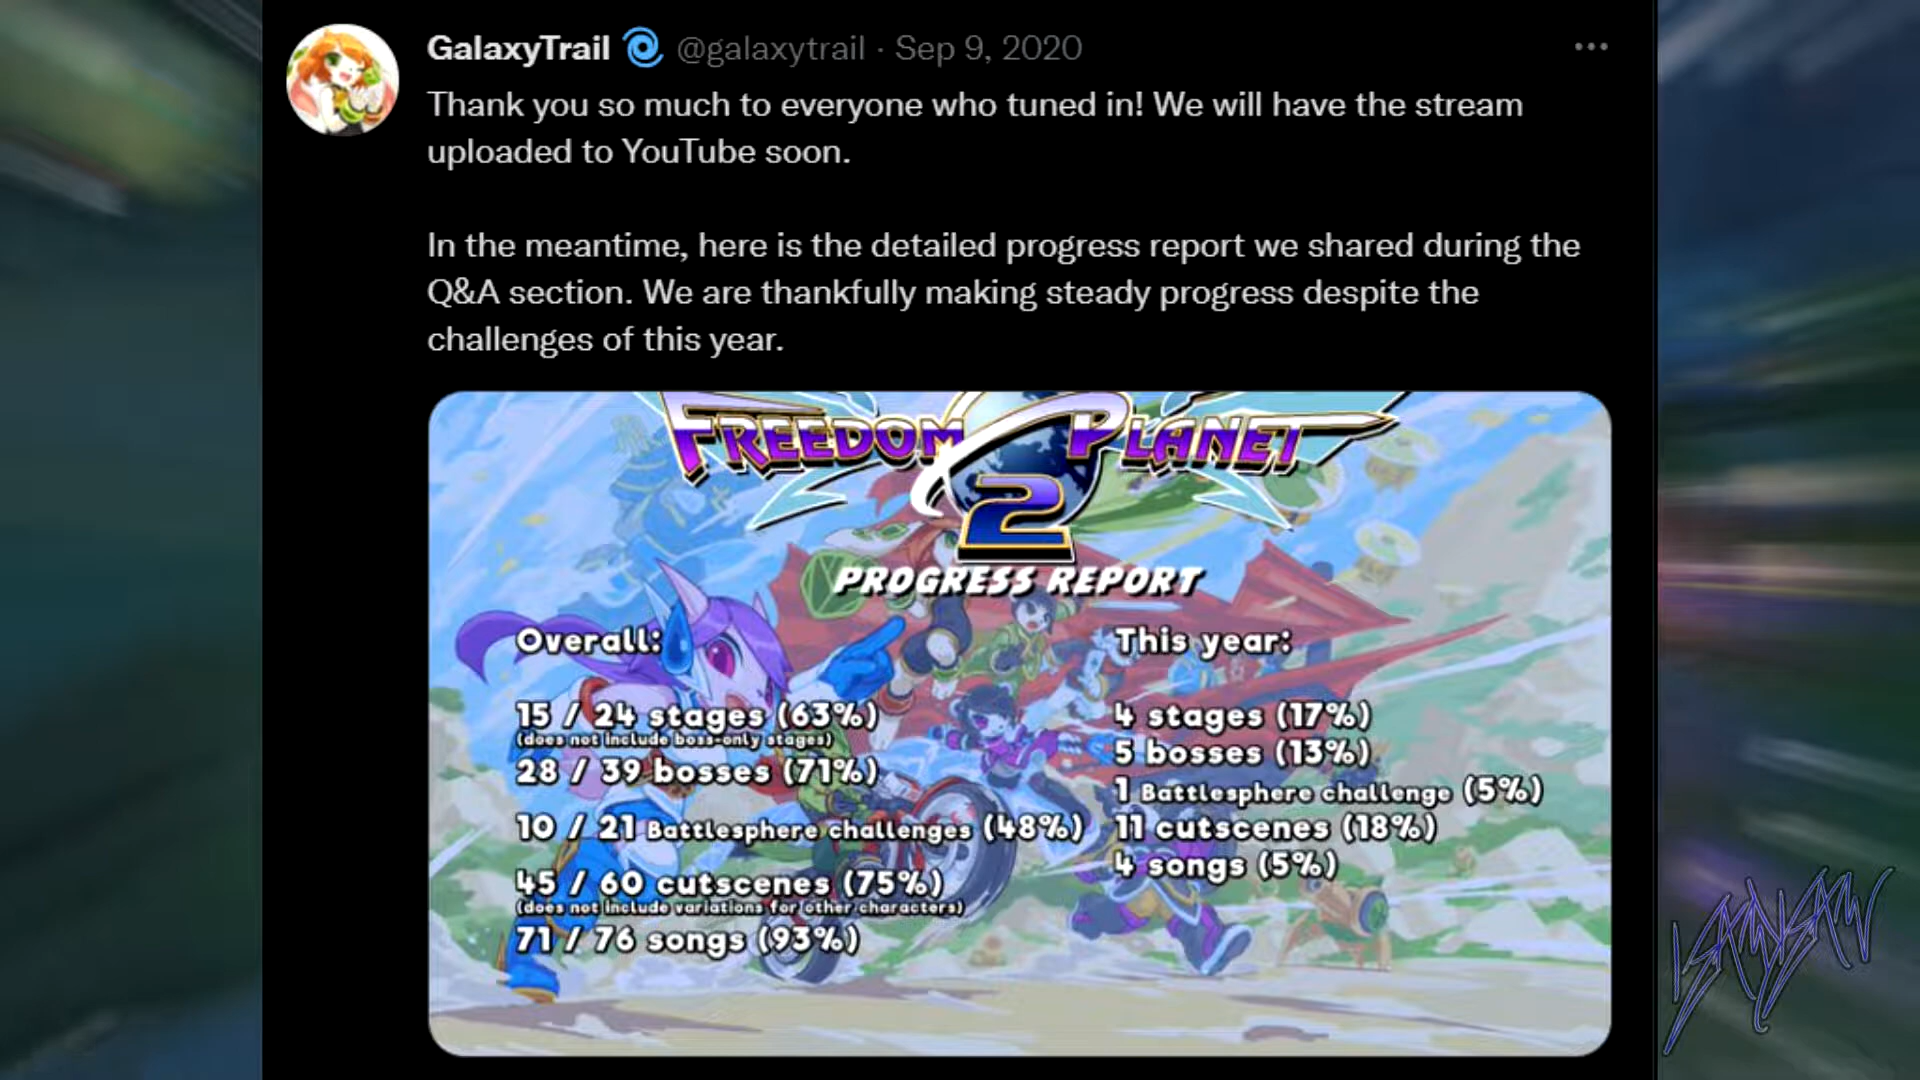 GalaxyTrail @galaxytrail · Sep 9, 2020
Thank you so much to everyone who tuned in! We will have the stream
uploaded to YouTube soon.
In the meantime, here is the detailed progress report we shared during the
Q&A section. We are thankfully making steady progress despite the
challenges of this year.
FREEDOM PLANET
2
PROGRESS REPORT
Overall:
15 / 24 stages (63%)
(does not include boss-only stages)
28 / 39 bosses (71%)
10 / 21 Battlesphere challenges (48%)
45 / 60 cutscenes (75%)
(does not include variations for other characters)
71 / 76 songs (93%)
This year:
4 stages (17%)
5 bosses (13%)
1 Battlesphere challenge (5%)
11 cutscenes (18%)
4 songs (5%)